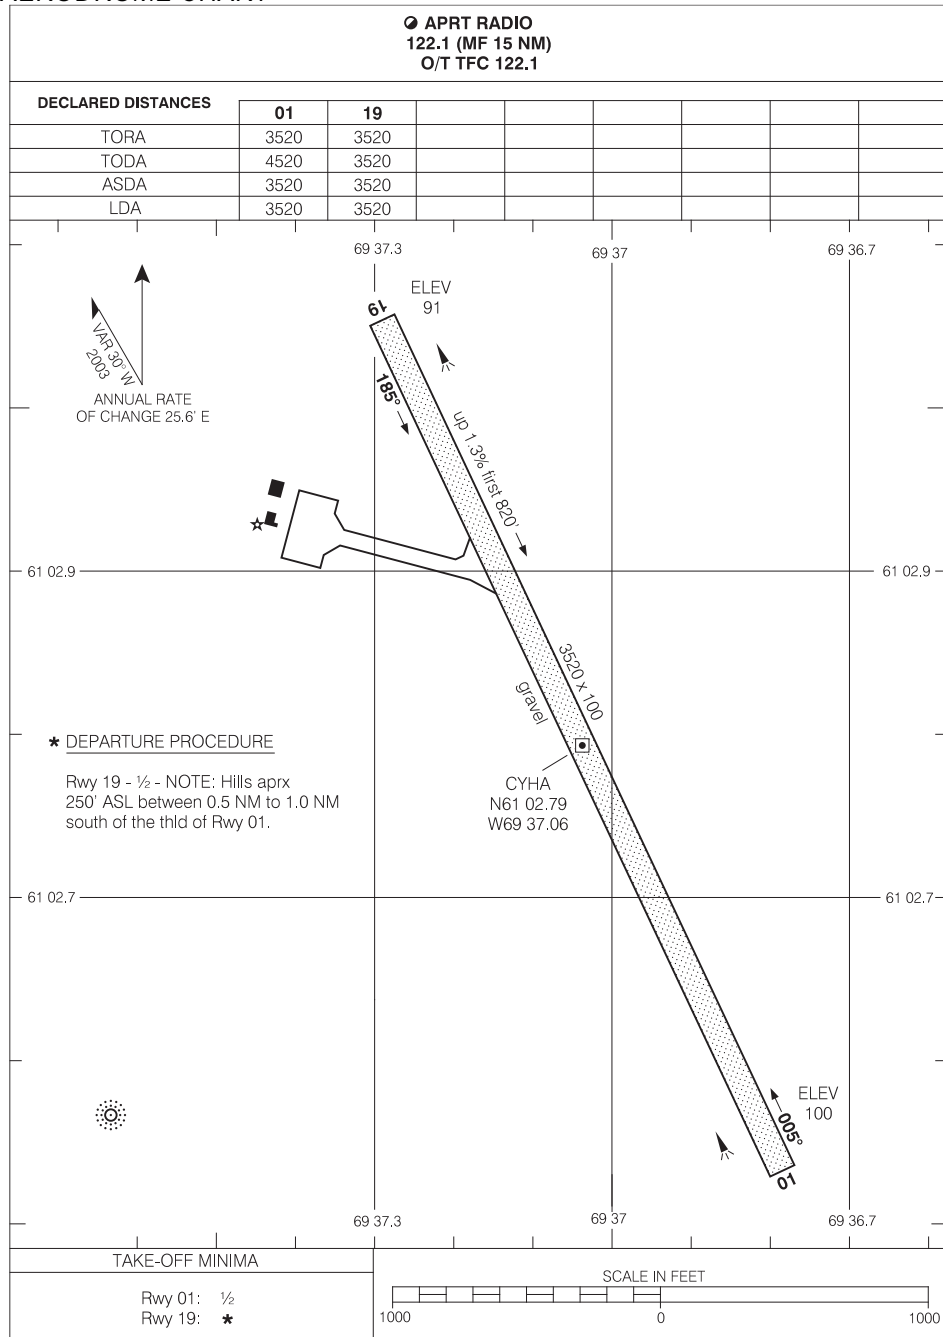 AERODROME CHART
APRT RADIO
122.1 (MF 15 NM)
O/T TFC 122.1
DECLARED DISTANCES 01 19
TORA 3520 3520
TODA 4520 3520
ASDA 3520 3520
LDA 3520 3520
69 37.3 69 37 69 36.7
ELEV
91
19
185°
VAR 30° W
2003
ANNUAL RATE
OF CHANGE 25.6' E
up 1.3% first 820'
61 02.9 61 02.9
3520 x 100
gravel
* DEPARTURE PROCEDURE
Rwy 19 - ½ - NOTE: Hills aprx
250' ASL between 0.5 NM to 1.0 NM
south of the thld of Rwy 01.
CYHA
N61 02.79
W69 37.06
61 02.7 61 02.7
ELEV
100
005°
01
69 37.3 69 37 69 36.7
TAKE-OFF MINIMA
Rwy 01: ½
Rwy 19: *
SCALE IN FEET
1000 0 1000